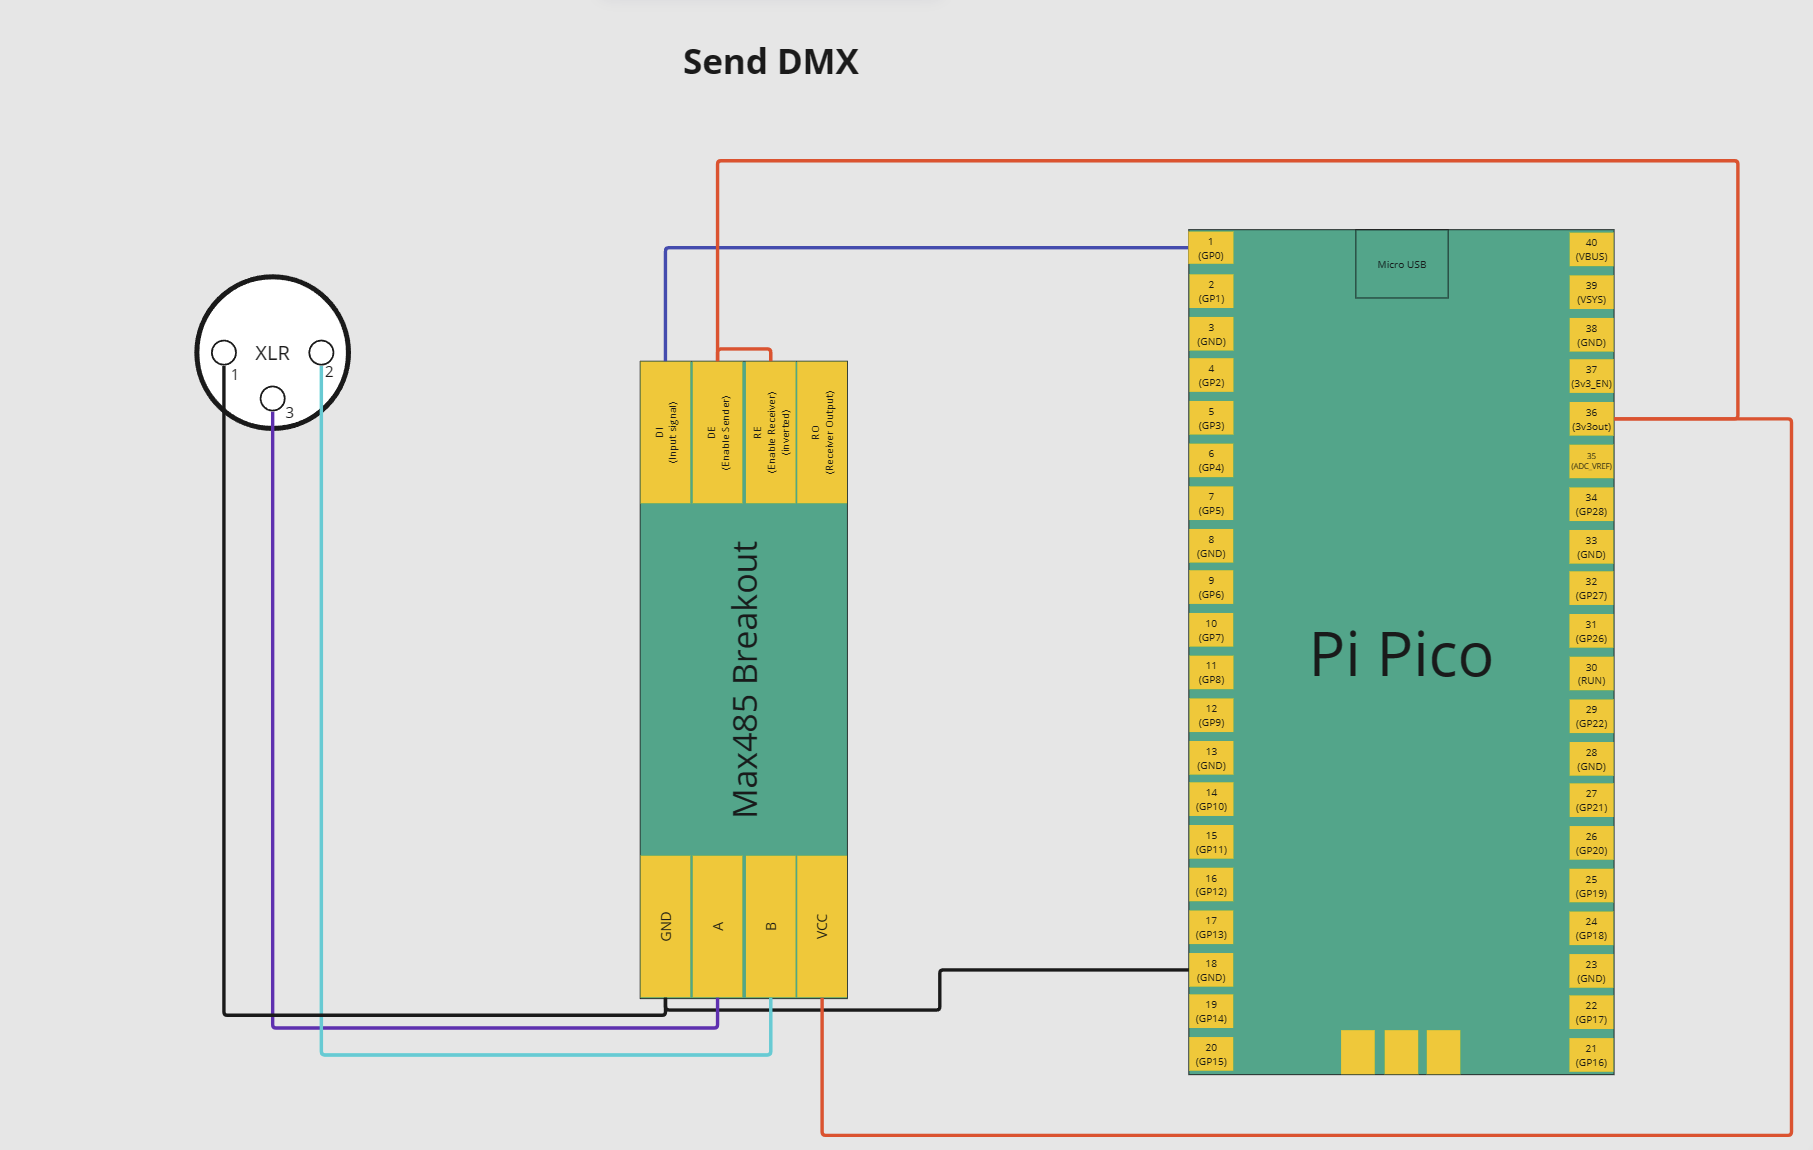 Send DMX
XLR
1
2
3
DI
(Input signal)
DE
(Enable Sender)
RE
(Enable Receiver)
(inverted)
RO
(Receiver Output)
Max485 Breakout
GND
A
B
VCC
Micro USB
Pi Pico
1
(GP0)
2
(GP1)
3
(GND)
4
(GP2)
5
(GP3)
6
(GP4)
7
(GP5)
8
(GND)
9
(GP6)
10
(GP7)
11
(GP8)
12
(GP9)
13
(GND)
14
(GP10)
15
(GP11)
16
(GP12)
17
(GP13)
18
(GND)
19
(GP14)
20
(GP15)
40
(VBUS)
39
(VSYS)
38
(GND)
37
(3v3_EN)
36
(3v3out)
35
(ADC_VREF)
34
(GP28)
33
(GND)
32
(GP27)
31
(GP26)
30
(RUN)
29
(GP22)
28
(GND)
27
(GP21)
26
(GP20)
25
(GP19)
24
(GP18)
23
(GND)
22
(GP17)
21
(GP16)